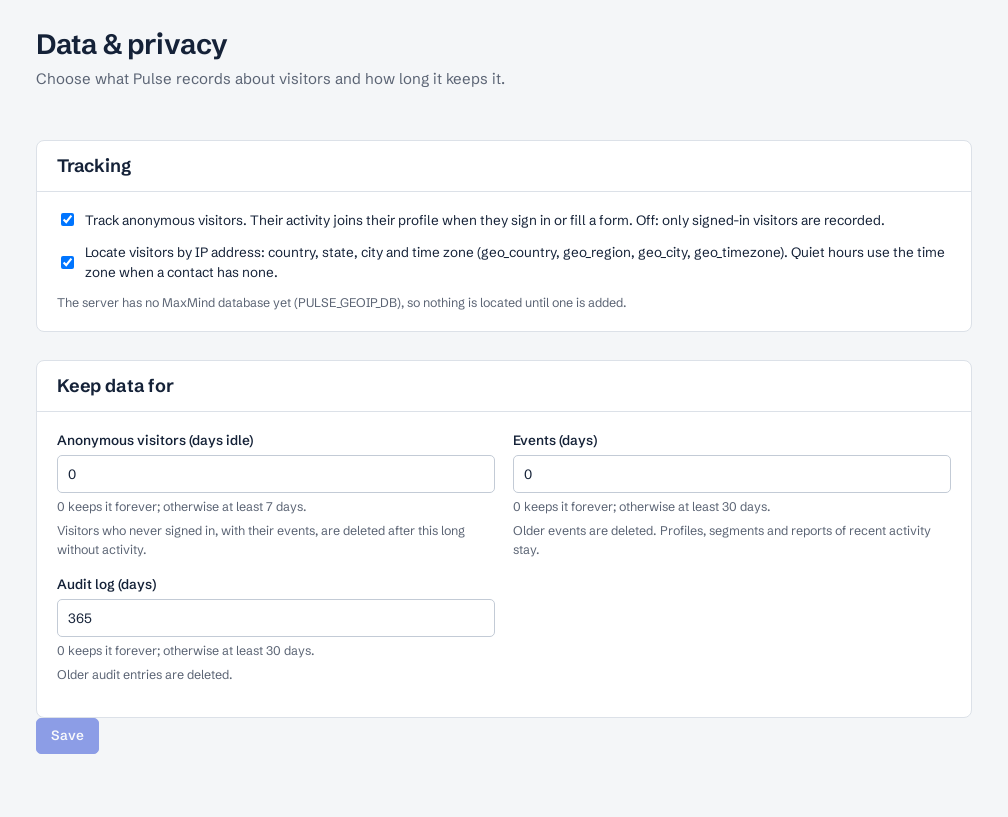 Data & privacy
Choose what Pulse records about visitors and how long it keeps it.
Tracking
Track anonymous visitors. Their activity joins their profile when they sign in or fill a form. Off: only signed-in visitors are recorded.
Locate visitors by IP address: country, state, city and time zone (geo_country, geo_region, geo_city, geo_timezone). Quiet hours use the time
zone when a contact has none.
The server has no MaxMind database yet (PULSE_GEOIP_DB), so nothing is located until one is added.
Keep data for
Anonymous visitors (days idle)
0
0 keeps it forever; otherwise at least 7 days.
Visitors who never signed in, with their events, are deleted after this long
without activity.
Events (days)
0
0 keeps it forever; otherwise at least 30 days.
Older events are deleted. Profiles, segments and reports of recent activity
stay.
Audit log (days)
365
0 keeps it forever; otherwise at least 30 days.
Older audit entries are deleted.
Save